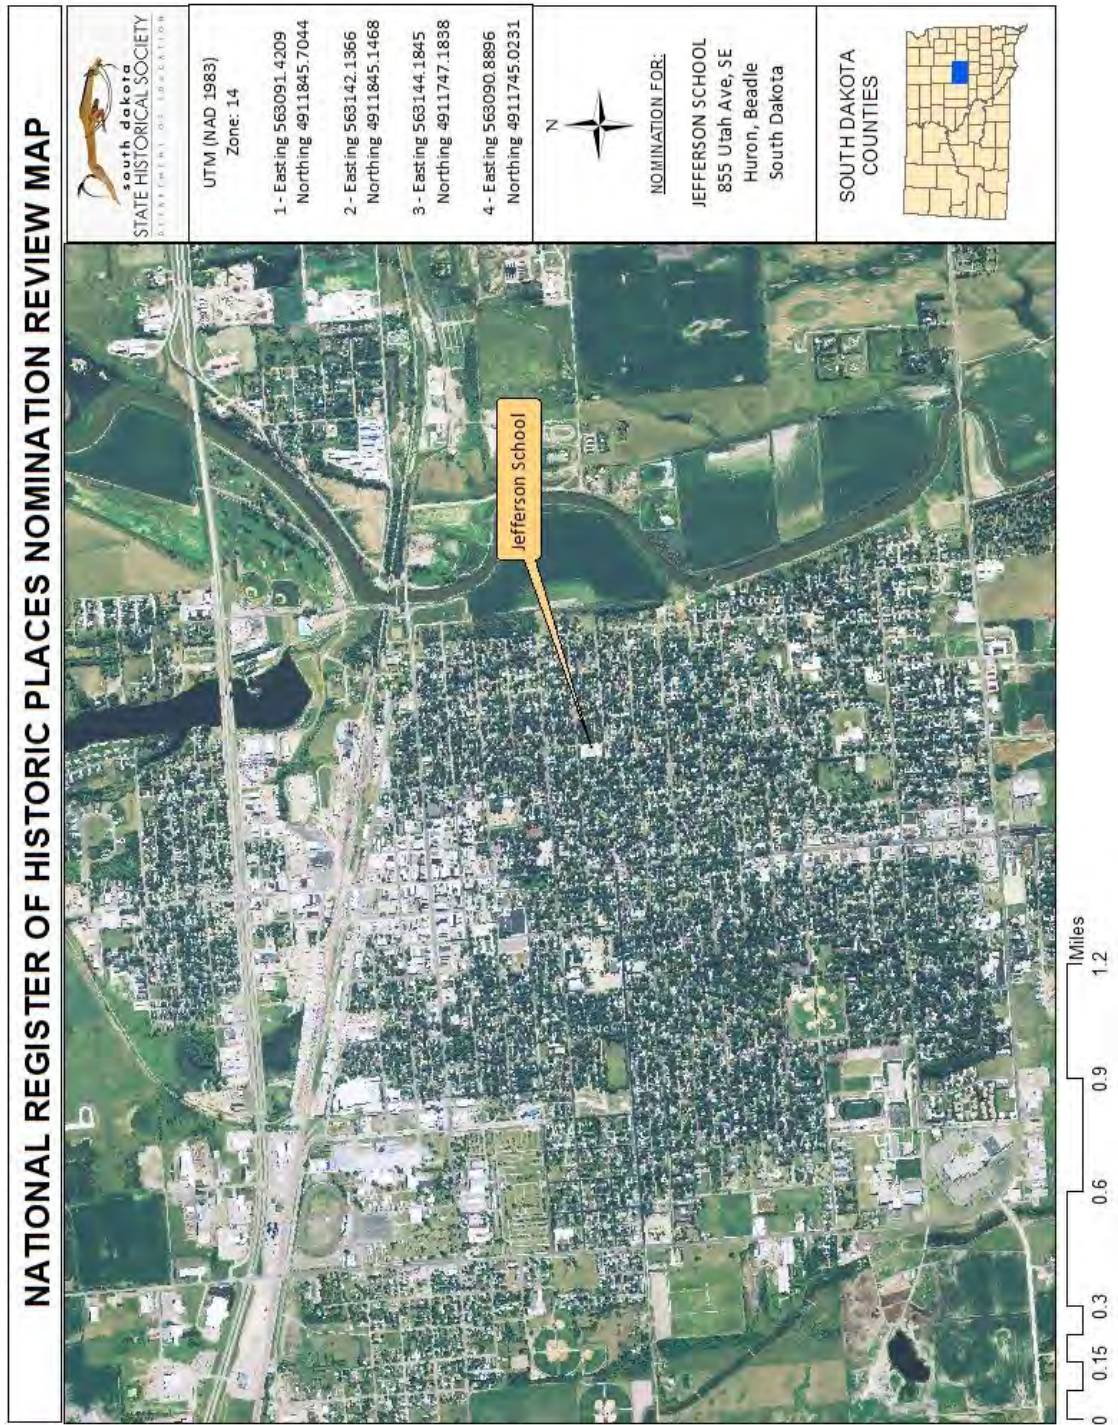 NATIONAL REGISTER OF HISTORIC PLACES NOMINATION REVIEW MAP
south dakota
STATE HISTORICAL SOCIETY
DEPARTMENT OF EDUCATION
UTM (NAD 1983)
Zone: 14
1- Easting 563091.4209
Northing 4911845.7044
2- Easting 563142.1366
Northing 4911845.1468
3- Easting 563144.1845
Northing 4911747.1838
4- Easting 563090.8896
Northing 4911745.0231
N
NOMINATION FOR:
JEFFERSON SCHOOL
855 Utah Ave, SE
Huron, Beadle
South Dakota
SOUTH DAKOTA
COUNTIES
Jefferson School
Miles
0 0.15 0.3 0.6 0.9 1.2